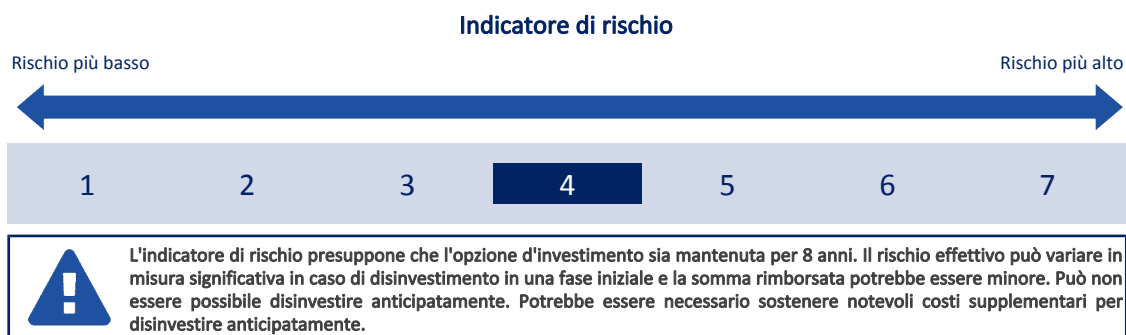 Indicatore di rischio
Rischio più basso
Rischio più alto
1 2 3 4 5 6 7
L'indicatore di rischio presuppone che l'opzione d'investimento sia mantenuta per 8 anni. Il rischio effettivo può variare in
misura significativa in caso di disinvestimento in una fase iniziale e la somma rimborsata potrebbe essere minore. Può non
essere possibile disinvestire anticipatamente. Potrebbe essere necessario sostenere notevoli costi supplementari per
disinvestire anticipatamente.